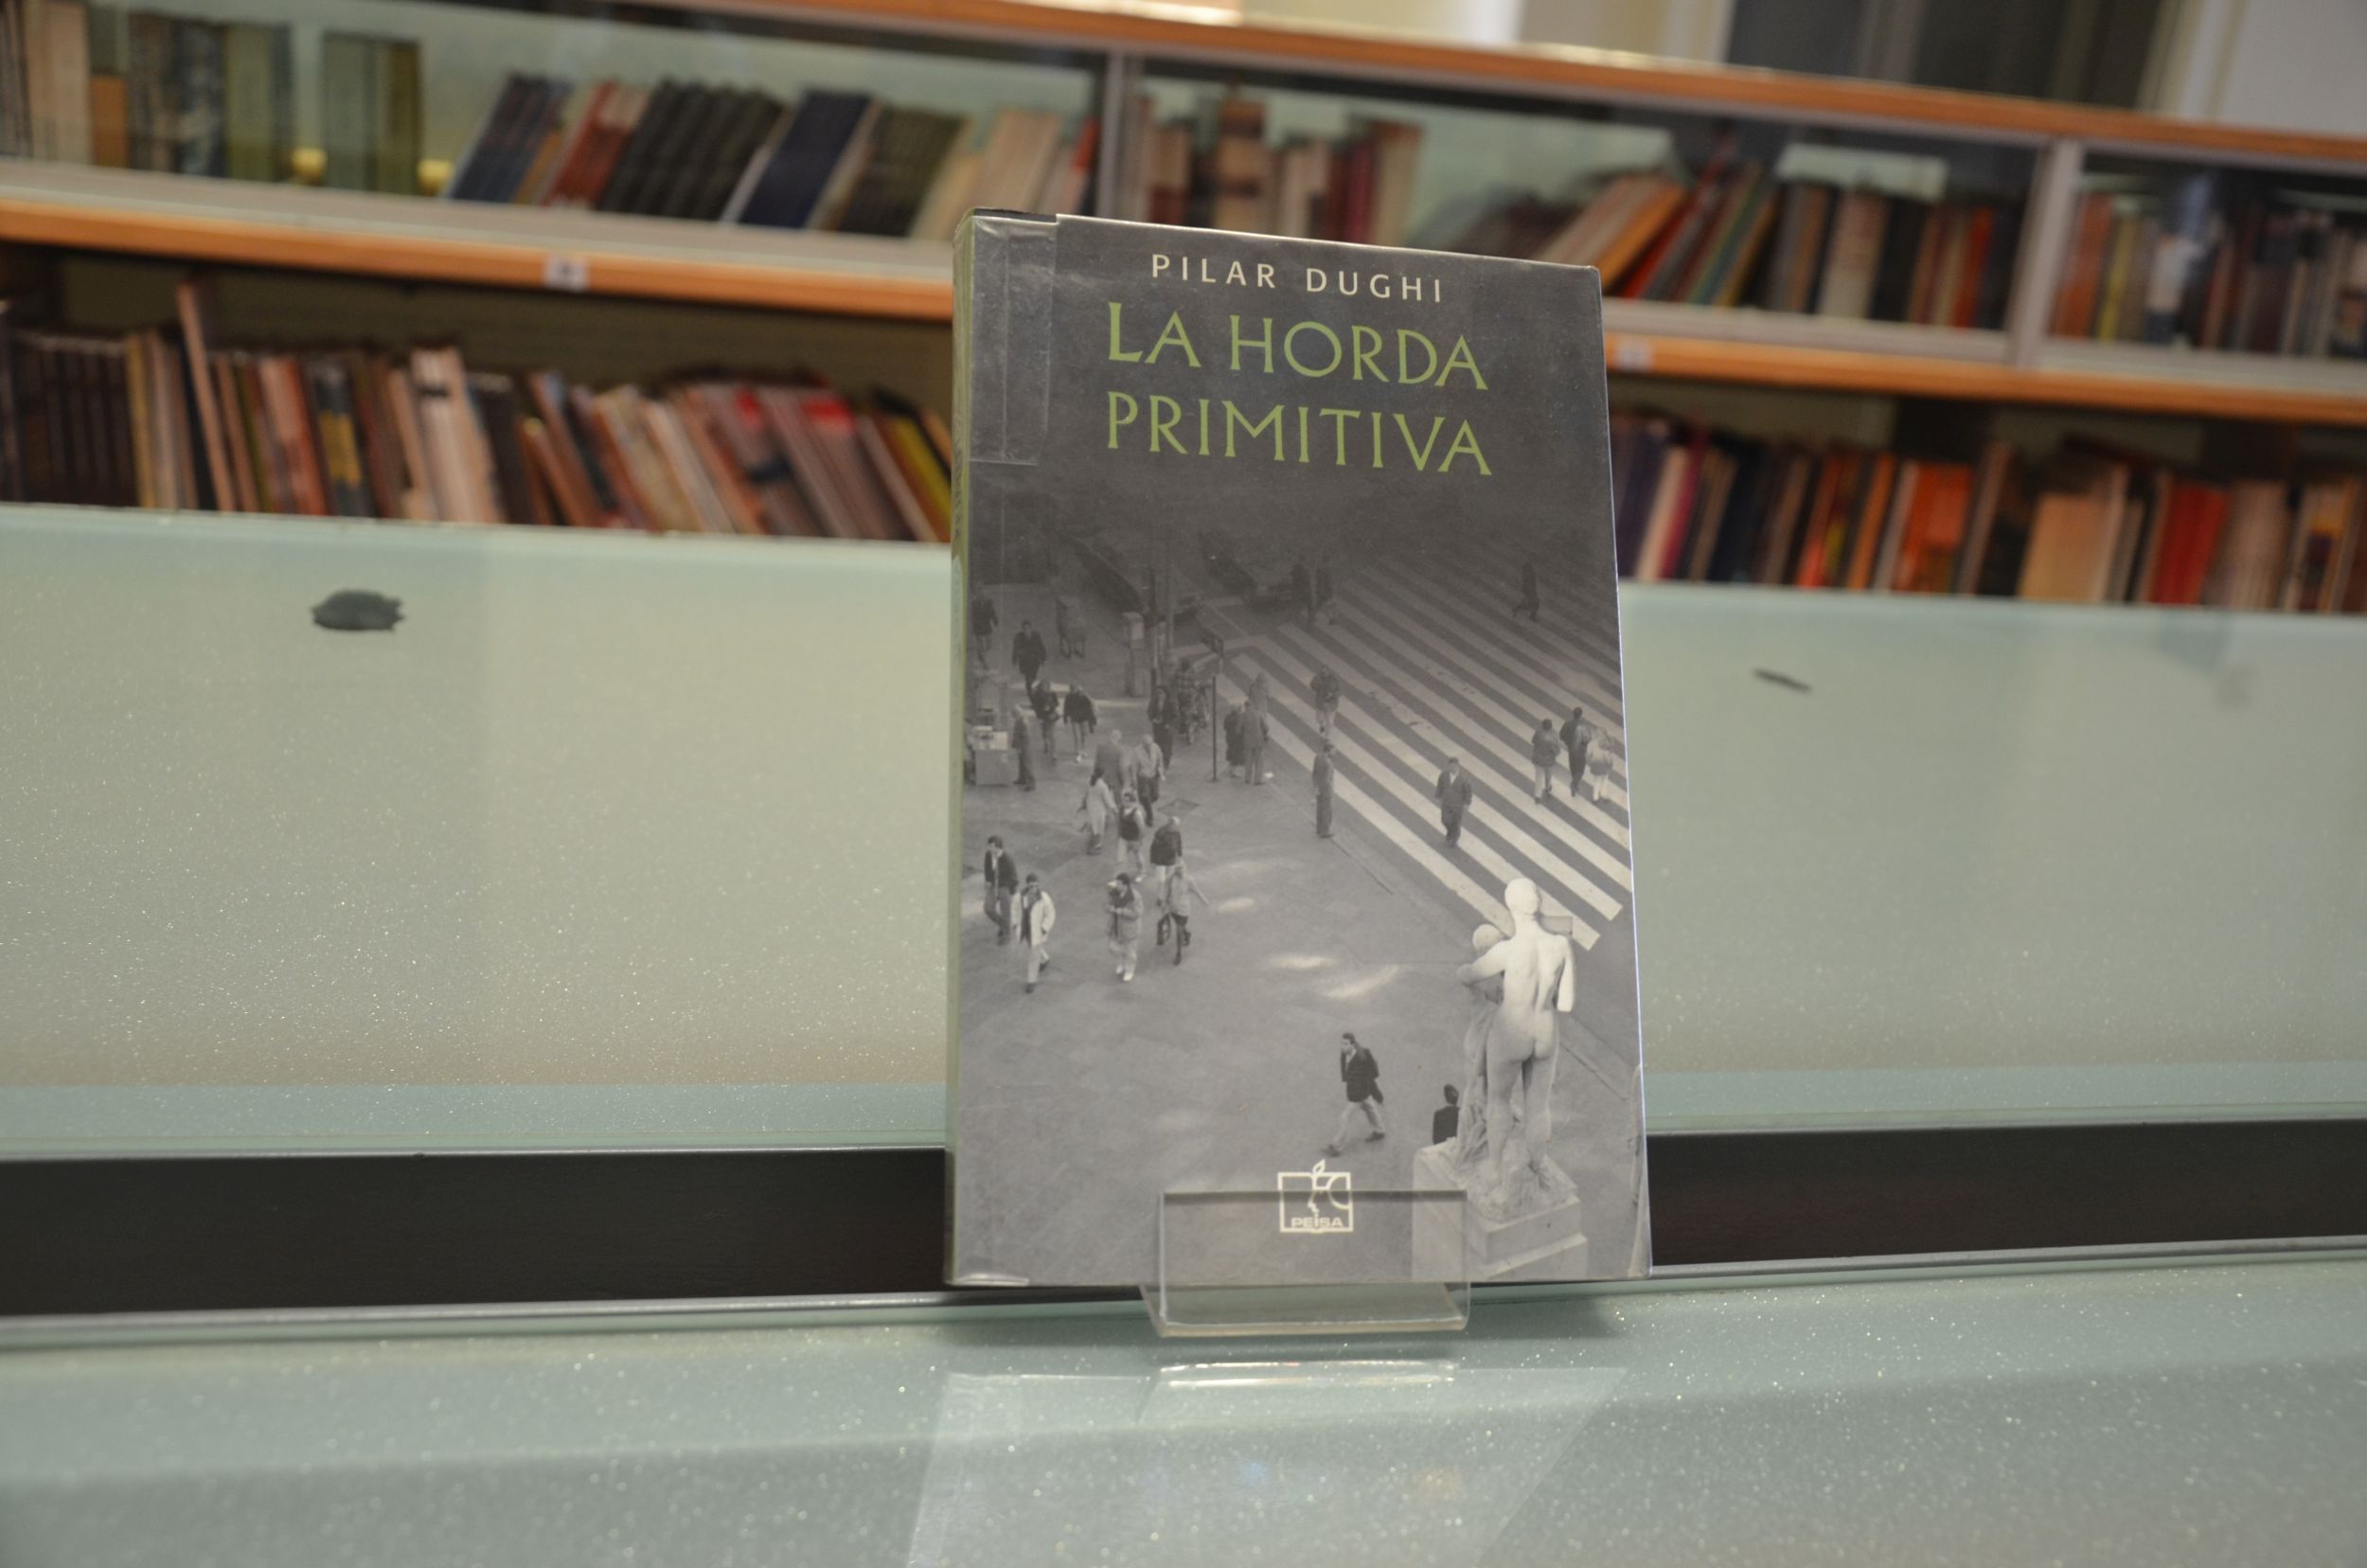 PILAR DUGHI
LA HORDA
PRIMITIVA
PEISA